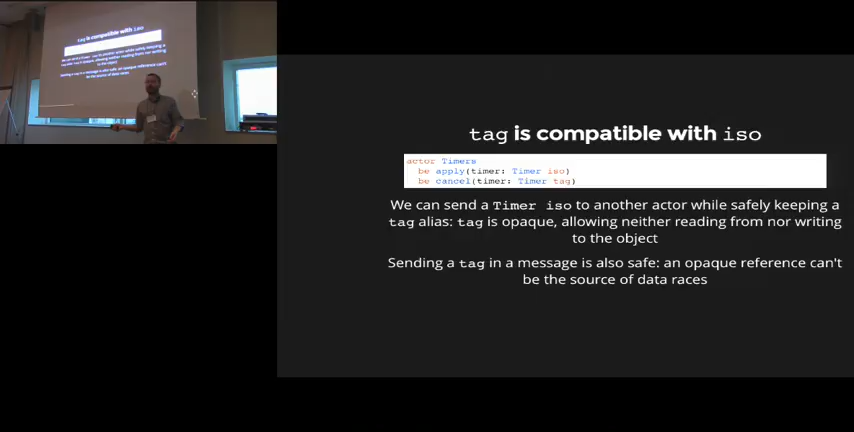 tag is compatible with iso
actor Timers
be apply(timer: Timer iso)
be cancel(timer: Timer tag)
We can send a Timer iso to another actor while safely keeping a
tag alias: tag is opaque, allowing neither reading from nor writing
to the object
Sending a tag in a message is also safe: an opaque reference can't
be the source of data races